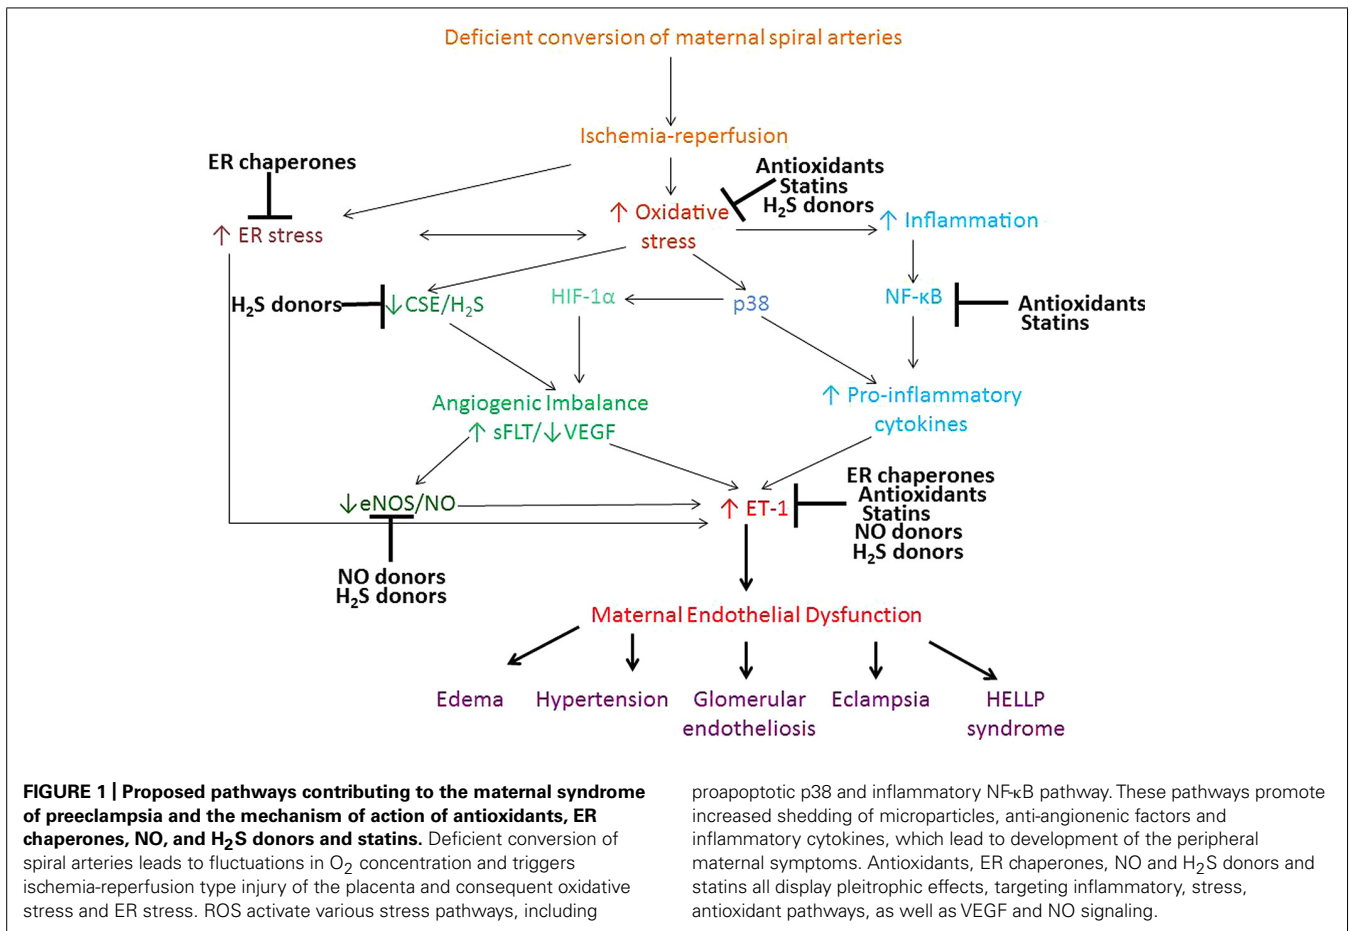 Deficient conversion of maternal spiral arteries
Ischemia-reperfusion
ER chaperones
Antioxidants
Statins
H₂S donors
↑ ER stress
↑ Oxidative
stress
↑ Inflammation
H₂S donors
↓CSE/H₂S
HIF-1α
p38
NF-κB
Antioxidants
Statins
Angiogenic Imbalance
↑ sFLT/↓VEGF
↑ Pro-inflammatory
cytokines
↓eNOS/NO
↑ ET-1
ER chaperones
Antioxidants
Statins
NO donors
H₂S donors
NO donors
H₂S donors
Maternal Endothelial Dysfunction
Edema
Hypertension
Glomerular
endotheliosis
Eclampsia
HELLP
syndrome
FIGURE 1 | Proposed pathways contributing to the maternal syndrome
of preeclampsia and the mechanism of action of antioxidants, ER
chaperones, NO, and H₂S donors and statins. Deficient conversion of
spiral arteries leads to fluctuations in O₂ concentration and triggers
ischemia-reperfusion type injury of the placenta and consequent oxidative
stress and ER stress. ROS activate various stress pathways, including
proapoptotic p38 and inflammatory NF-κB pathway. These pathways promote
increased shedding of microparticles, anti-angionenic factors and
inflammatory cytokines, which lead to development of the peripheral
maternal symptoms. Antioxidants, ER chaperones, NO and H₂S donors and
statins all display pleitrophic effects, targeting inflammatory, stress,
antioxidant pathways, as well as VEGF and NO signaling.